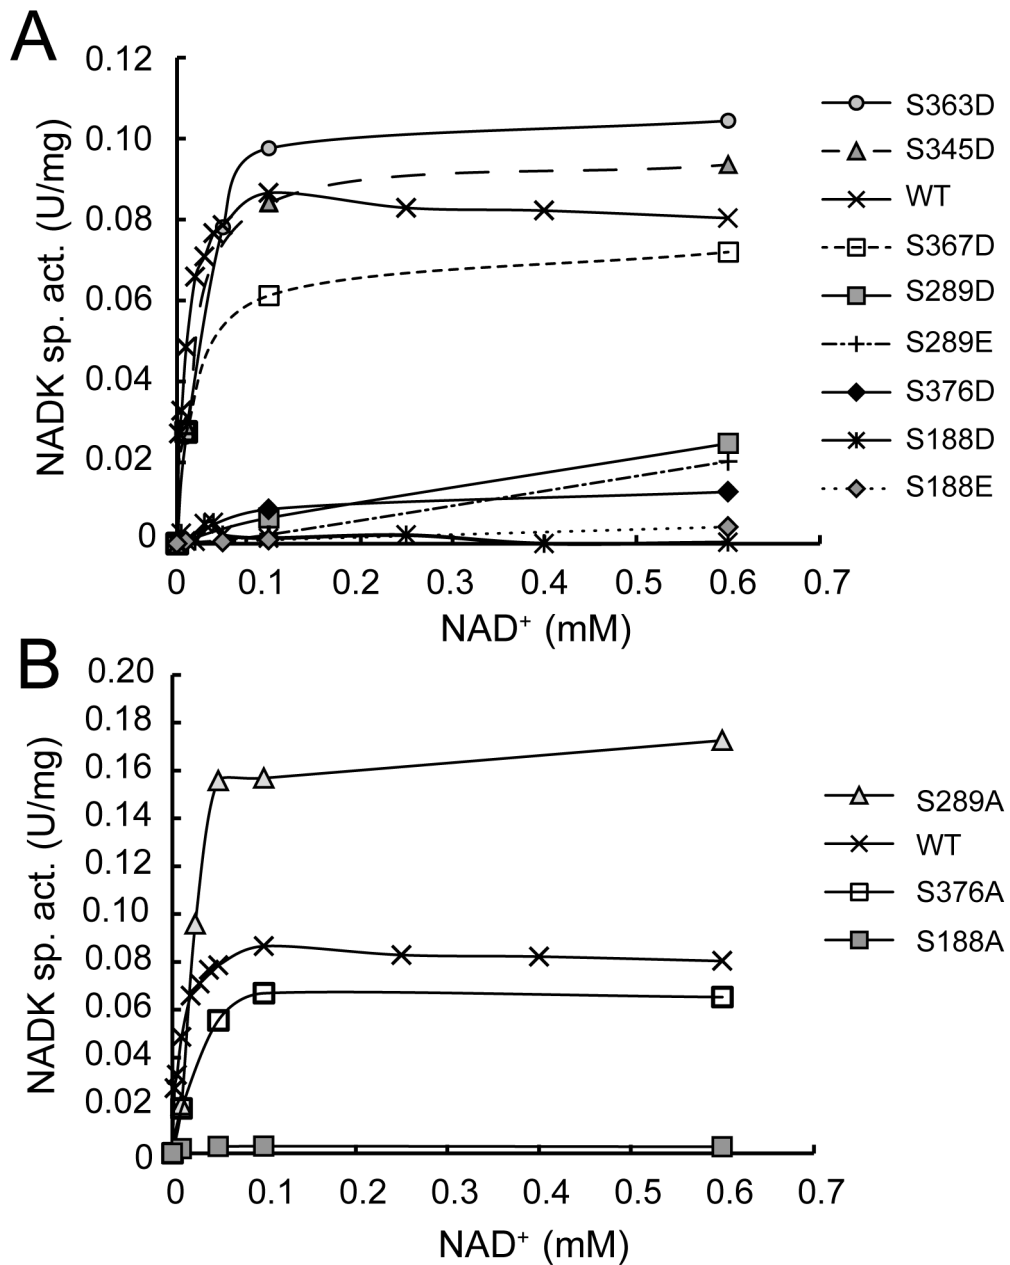 A
0.12
0.10
0.08
0.06
0.04
0.02
0
NADK sp. act. (U/mg)
0 0.1 0.2 0.3 0.4 0.5 0.6 0.7
NAD⁺ (mM)
S363D
S345D
WT
S367D
S289D
S289E
S376D
S188D
S188E
B
0.20
0.18
0.16
0.14
0.12
0.10
0.08
0.06
0.04
0.02
0
NADK sp. act. (U/mg)
0 0.1 0.2 0.3 0.4 0.5 0.6 0.7
NAD⁺ (mM)
S289A
WT
S376A
S188A